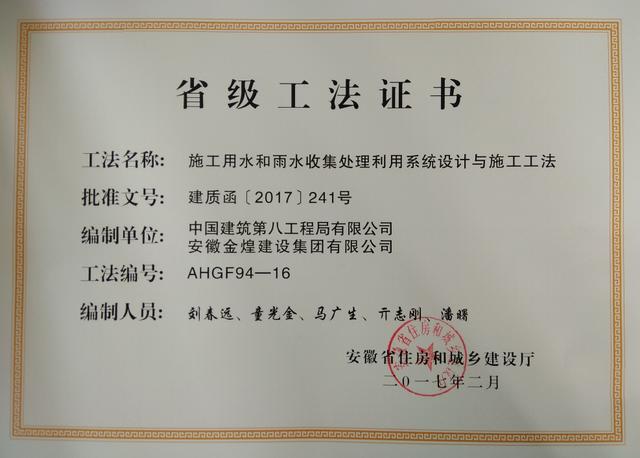 省级工法证书
工法名称: 施工用水和雨水收集处理利用系统设计与施工工法
批准文号: 建质函〔2017〕241号
编制单位: 中国建筑第八工程局有限公司
安徽金煌建设集团有限公司
工法编号: AHGF94—16
编制人员: 刘春远、童光金、马广生、亓志刚、潘曙
安徽省住房和城乡建设厅
二〇一七年二月